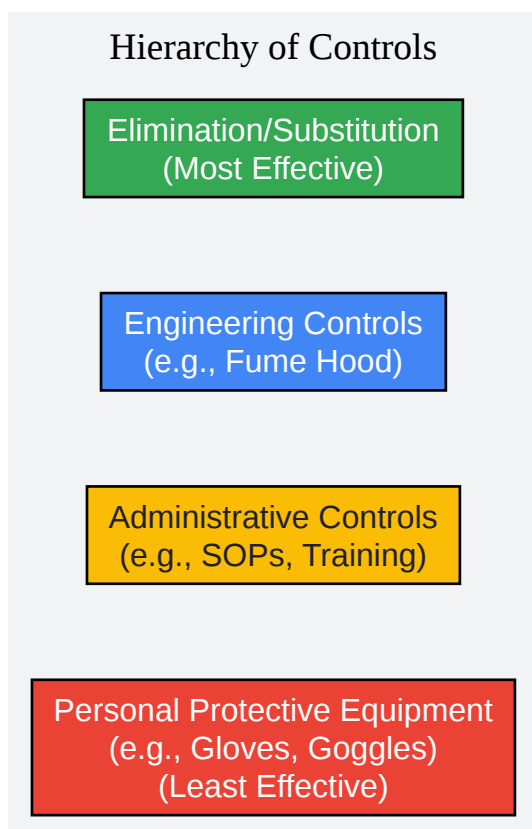 Hierarchy of Controls
Elimination/Substitution
(Most Effective)
Engineering Controls
(e.g., Fume Hood)
Administrative Controls
(e.g., SOPs, Training)
Personal Protective Equipment
(e.g., Gloves, Goggles)
(Least Effective)